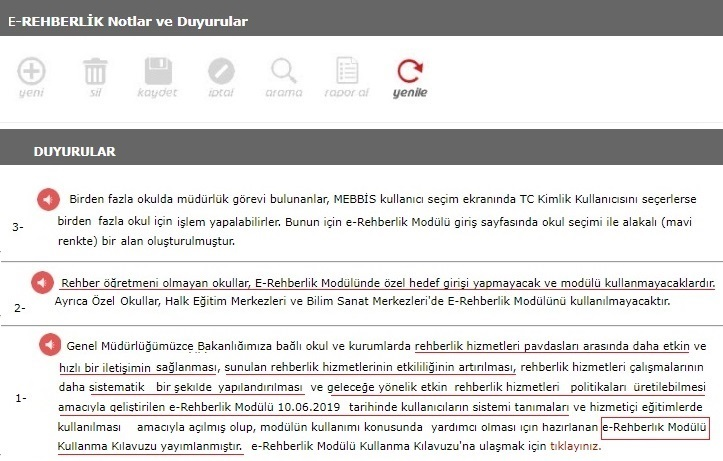 E-REHBERLİK Notlar ve Duyurular
yeni sil kaydet iptal arama rapor al yenile
DUYURULAR
Birden fazla okulda müdürlük görevi bulunanlar, MEBBİS kullanıcı seçim ekranında TC Kimlik Kullanıcısını seçerlerse
3- birden fazla okul için işlem yapalabilirler. Bunun için e-Rehberlik Modülü giriş sayfasında okul seçimi ile alakalı (mavi
renkte) bir alan oluşturulmuştur.
Rehber öğretmeni olmayan okullar, E-Rehberlik Modülünde özel hedef girişi yapmayacak ve modülü kullanmayacaklardır.
2- Ayrıca Özel Okullar, Halk Eğitim Merkezleri ve Bilim Sanat Merkezleri'de E-Rehberlik Modülünü kullanılmayacaktır.
Genel Müdürlüğümüzce Bakanlığımıza bağlı okul ve kurumlarda rehberlik hizmetleri pavdasları arasında daha etkin ve
hızlı bir iletişimin sağlanması, sunulan rehberlik hizmetlerinin etkililiğinin artırılması, rehberlik hizmetleri çalışmalarının
daha sistematik bir şekilde yapılandırılması ve geleceğe yönelik etkin rehberlik hizmetleri politikaları üretilebilmesi
1- amacıyla geliştirilen e-Rehberlik Modülü 10.06.2019 tarihinde kullanıcıların sistemi tanımaları ve hizmetiçi eğitimlerde
kullanılması amacıyla açılmış olup, modülün kullanımı konusunda yardımcı olması için hazırlanan e-Rehberlik Modülü
Kullanma Kılavuzu yayımlanmıştır. e-Rehberlik Modülü Kullanma Kılavuzu'na ulaşmak için tıklayınız.